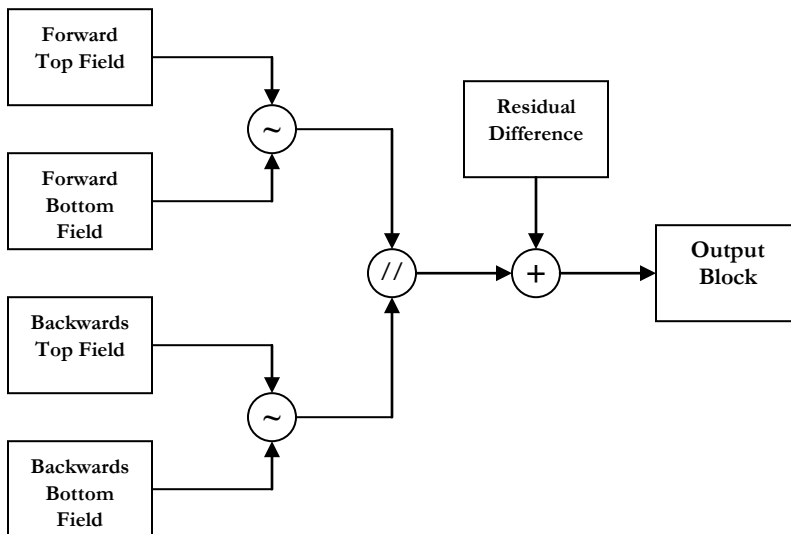 Forward
Top Field
~
Forward
Bottom
Field
Residual
Difference
//
+
Output
Block
Backwards
Top Field
~
Backwards
Bottom
Field